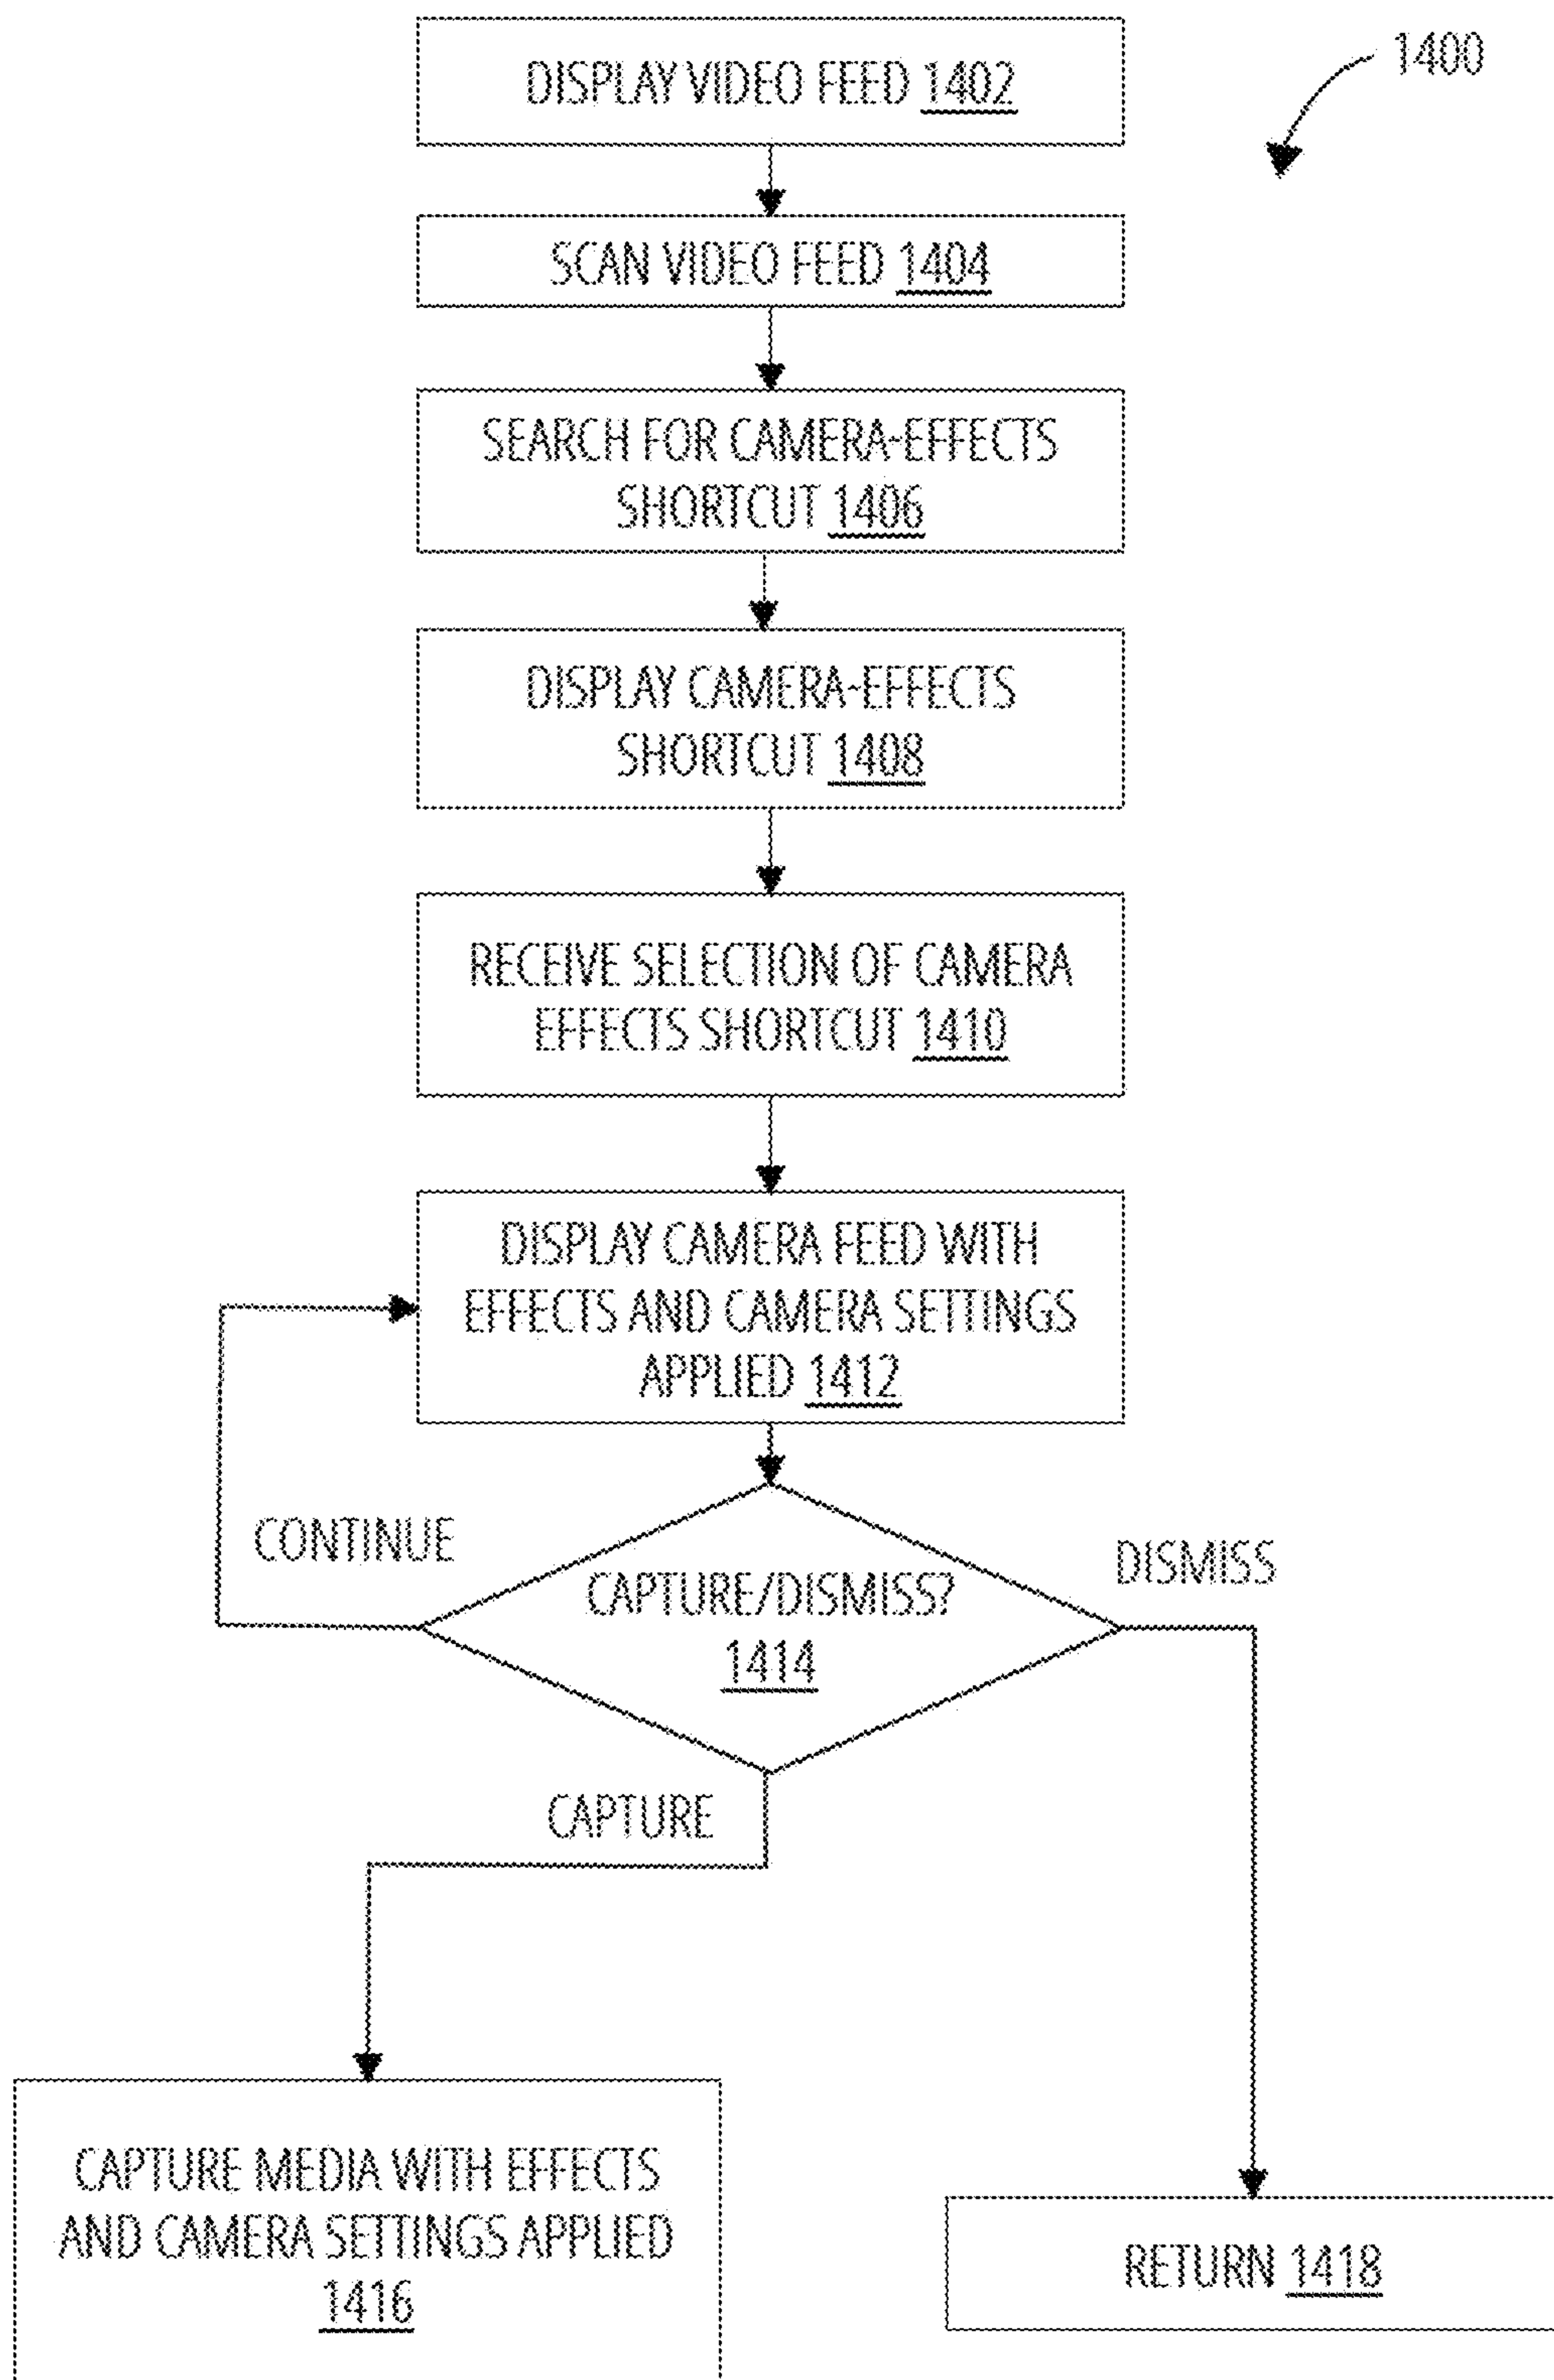 1400
DISPLAY VIDEO FEED 1402
SCAN VIDEO FEED 1404
SEARCH FOR CAMERA-EFFECTS
SHORTCUT 1406
DISPLAY CAMERA-EFFECTS
SHORTCUT 1408
RECEIVE SELECTION OF CAMERA
EFFECTS SHORTCUT 1410
DISPLAY CAMERA FEED WITH
EFFECTS AND CAMERA SETTINGS
APPLIED 1412
CONTINUE
DISMISS
CAPTURE/DISMISS?
1414
CAPTURE
CAPTURE MEDIA WITH EFFECTS
AND CAMERA SETTINGS APPLIED
1416
RETURN 1418